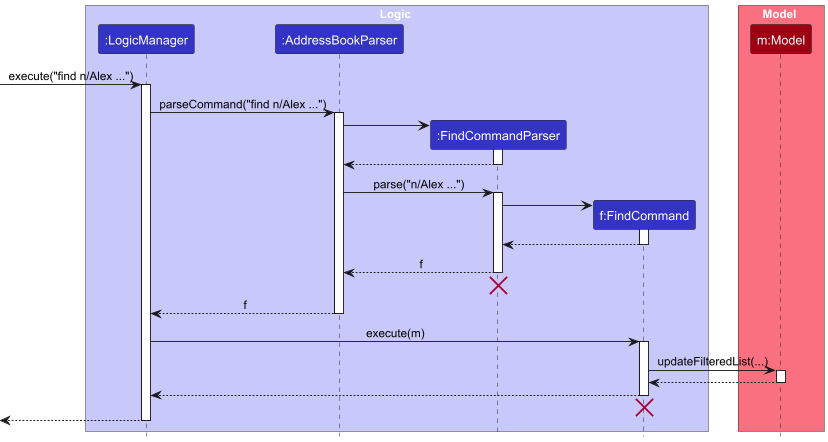 Logic
Model
:LogicManager
:AddressBookParser
m:Model
execute("find n/Alex ...")
parseCommand("find n/Alex ...")
:FindCommandParser
parse("n/Alex ...")
f:FindCommand
f
f
execute(m)
updateFilteredList(...)